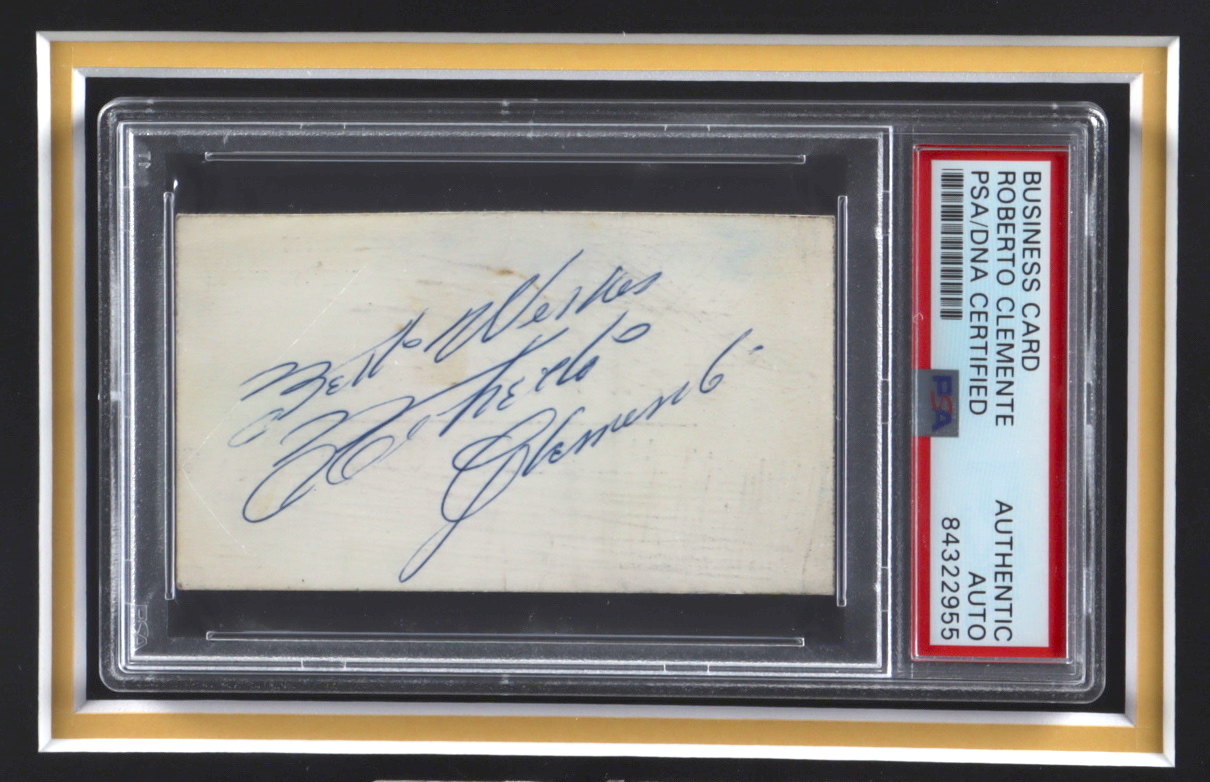 Best Wishes
Roberto
Clemente
BUSINESS CARD
ROBERTO CLEMENTE
PSA/DNA CERTIFIED
AUTHENTIC
AUTO
84322955
PSA